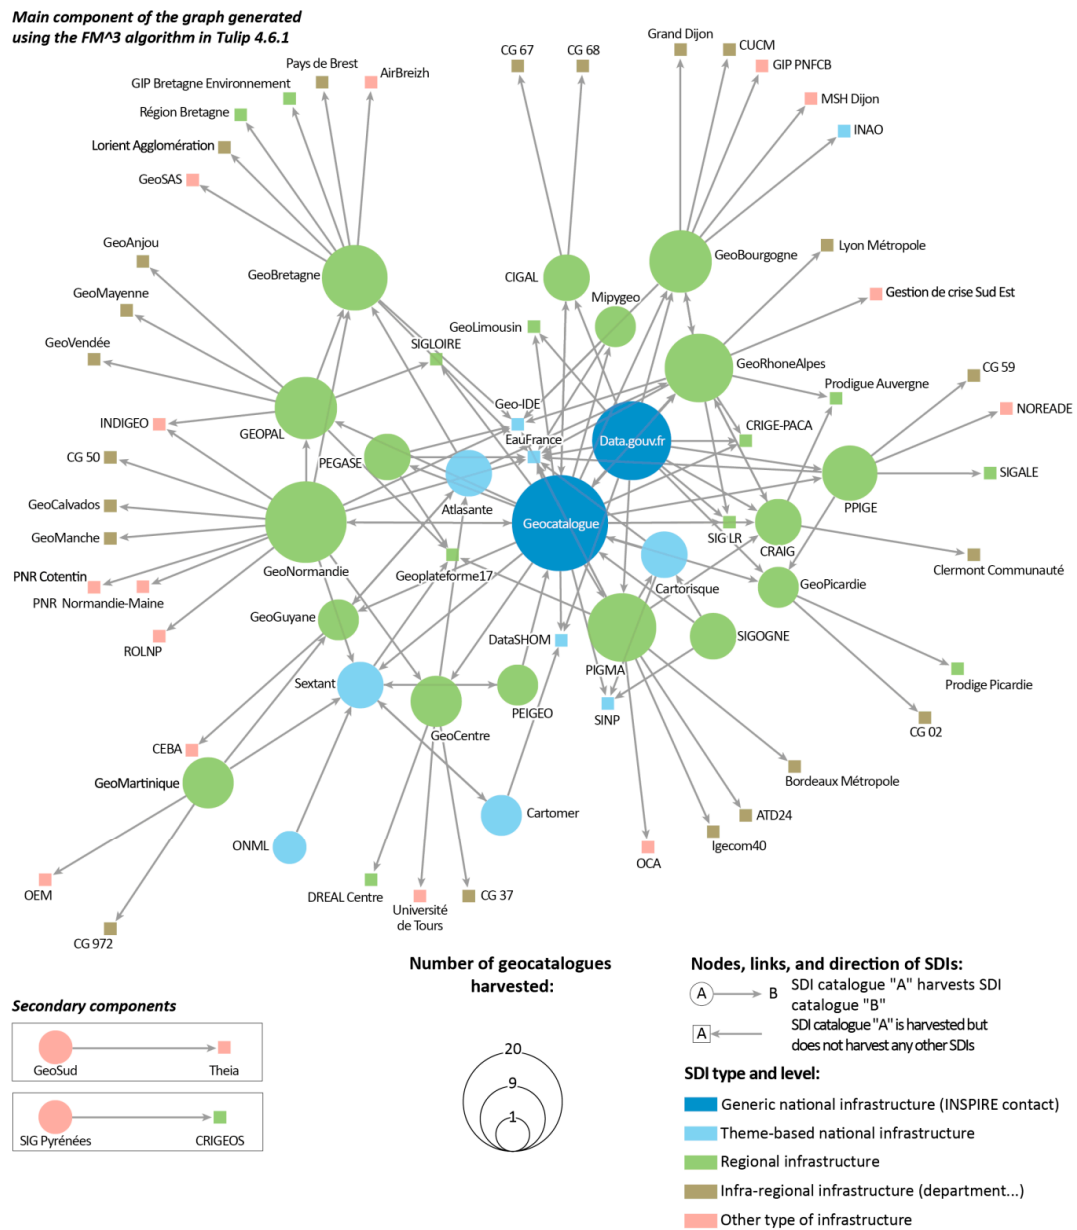 Main component of the graph generated
using the FM^3 algorithm in Tulip 4.6.1
Grand Dijon
CG 67
CG 68
CUCM
Pays de Brest
AirBreizh
GIP PNFCB
GIP Bretagne Environnement
MSH Dijon
Région Bretagne
INAO
Lorient Agglomération
GeoSAS
GeoAnjou
Lyon Métropole
GeoBretagne
CIGAL
GeoBourgogne
GeoMayenne
Mipygeo
Gestion de crise Sud Est
GeoLimousin
GeoVendée
SIGLOIRE
GeoRhoneAlpes
CG 59
Prodigue Auvergne
Geo-IDE
NOREADE
INDIGEO
GEOPAL
EauFrance
Data.gouv.fr
CRIGE-PACA
CG 50
PEGASE
SIGALE
GeoCalvados
Atlasante
PPIGE
Geocatalogue
GeoManche
SIG LR
CRAIG
GeoNormandie
Clermont Communauté
PNR Cotentin
Geoplateforme17
Cartorisque
GeoPicardie
PNR Normandie-Maine
GeoGuyane
ROLNP
DataSHOM
SIGOGNE
PIGMA
Sextant
Prodige Picardie
PEIGEO
SINP
GeoCentre
CG 02
CEBA
GeoMartinique
Bordeaux Métropole
Cartomer
ATD24
ONML
Igecom40
OCA
OEM
DREAL Centre
CG 37
Université
de Tours
CG 972
Number of geocatalogues
harvested:
20
9
1
Nodes, links, and direction of SDIs:
A
B
SDI catalogue "A" harvests SDI
catalogue "B"
A
SDI catalogue "A" is harvested but
does not harvest any other SDIs
Secondary components
GeoSud
Theia
SIG Pyrénées
CRIGEOS
SDI type and level:
Generic national infrastructure (INSPIRE contact)
Theme-based national infrastructure
Regional infrastructure
Infra-regional infrastructure (department...)
Other type of infrastructure